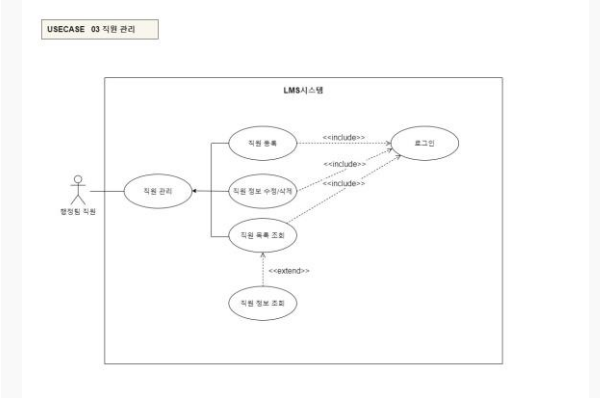 USECASE 03 직원 관리
LMS시스템
직원 등록
<<include>>
로그인
<<include>>
직원 관리
직원 정보 수정/삭제
<<include>>
행정팀 직원
직원 목록 조회
<<extend>>
직원 정보 조회